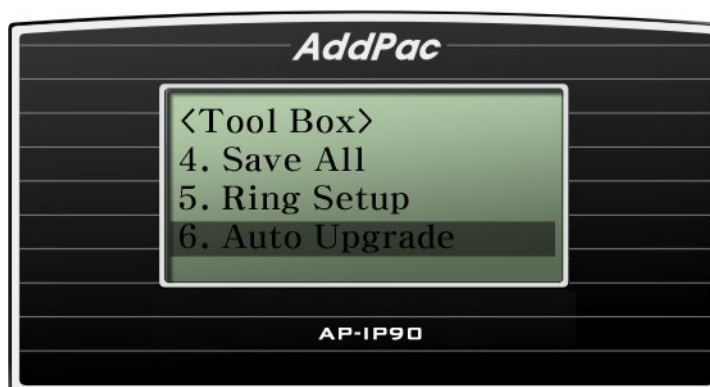 AddPac
<Tool Box>
4. Save All
5. Ring Setup
6. Auto Upgrade
AP-IP90